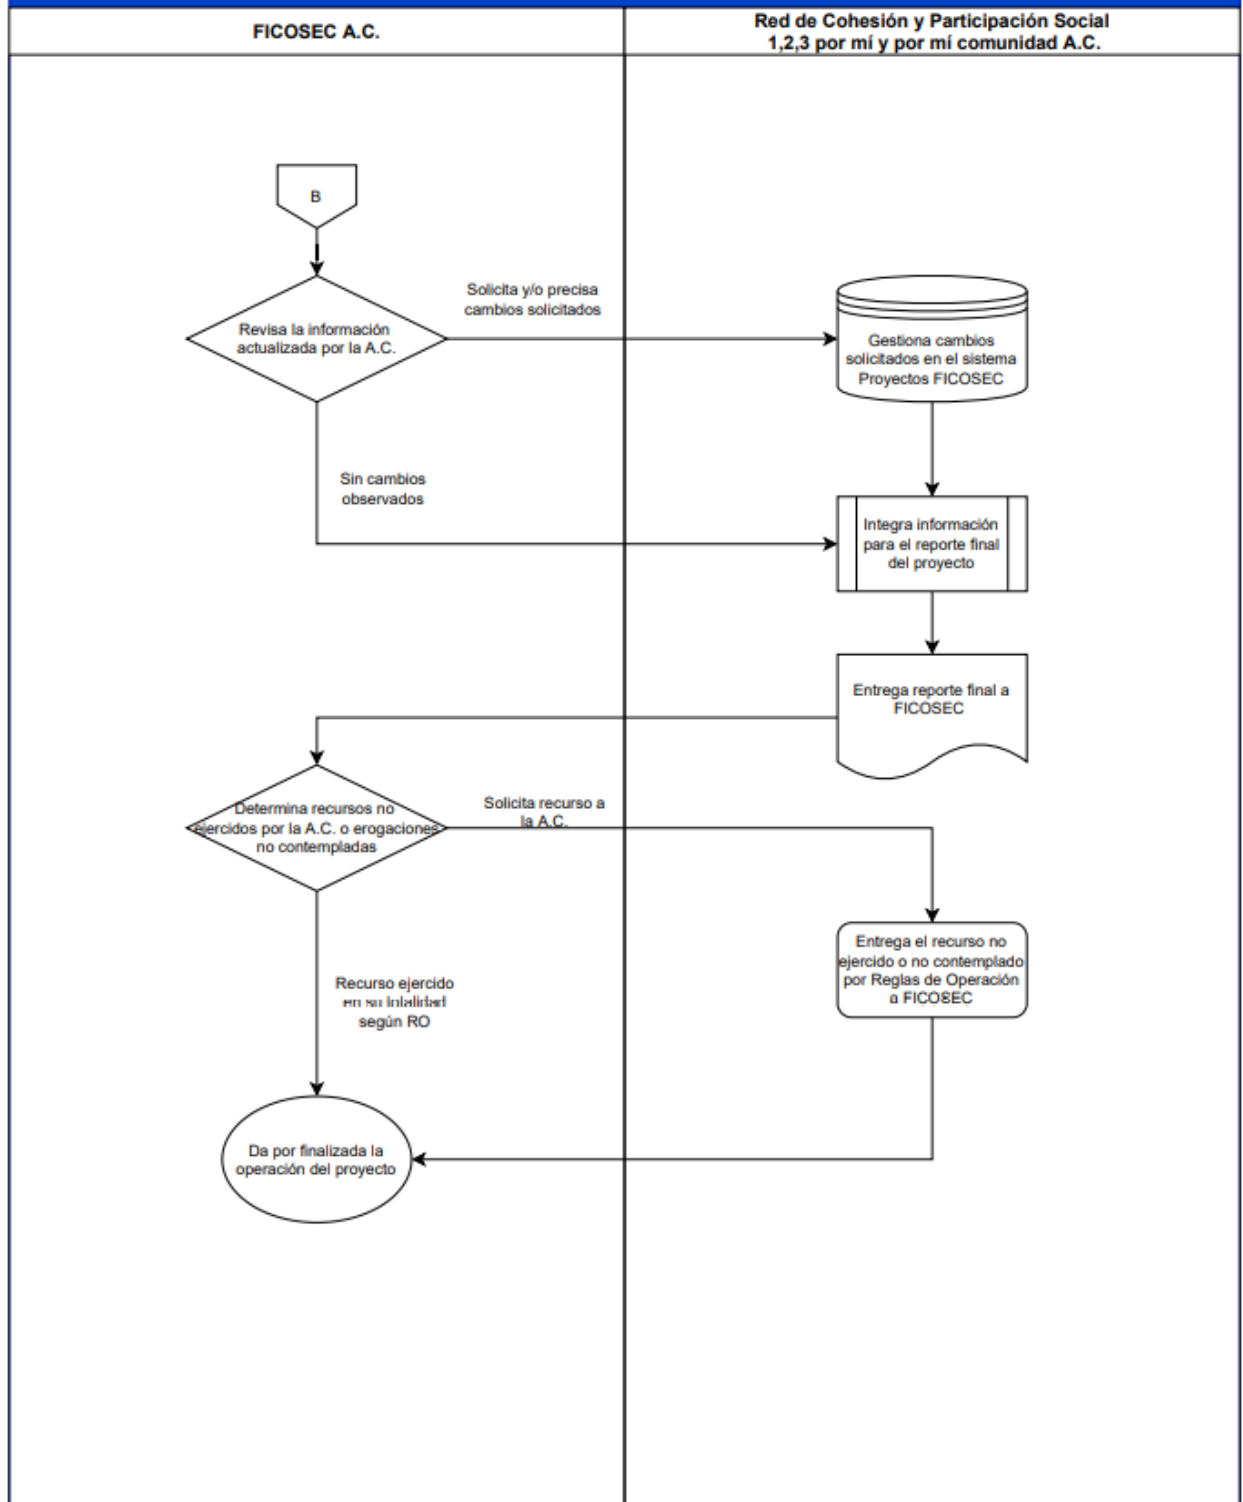 FICOSEC A.C.
Red de Cohesión y Participación Social
1,2,3 por mí y por mí comunidad A.C.
B
Solicita y/o precisa
cambios solicitados
Revisa la información
actualizada por la A.C.
Gestiona cambios
solicitados en el sistema
Proyectos FICOSEC
Sin cambios
observados
Integra información
para el reporte final
del proyecto
Entrega reporte final a
FICOSEC
Determina recursos no
ejercidos por la A.C. o erogaciones
no contempladas
Solicita recurso a
la A.C.
Entrega el recurso no
ejercido o no contemplado
por Reglas de Operación
a FICOSEC
Recurso ejercido
en su totalidad
según RO
Da por finalizada la
operación del proyecto